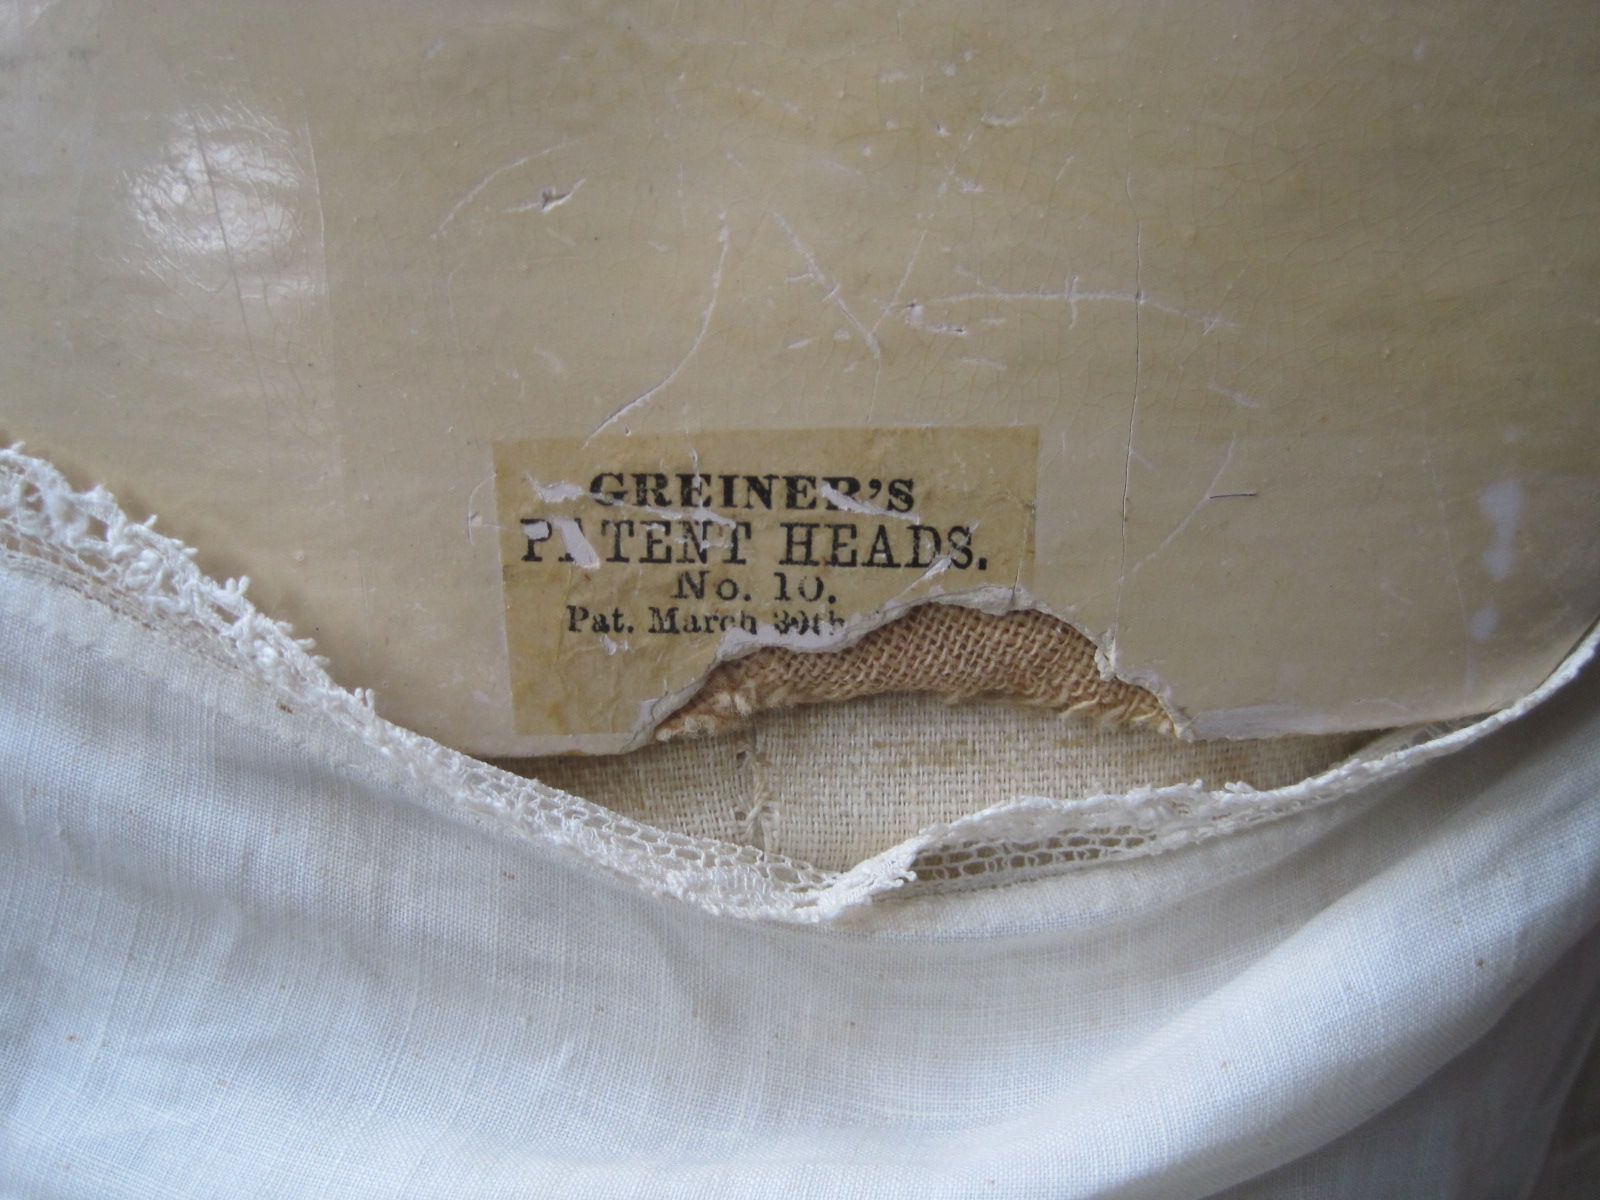 GREINER'S
PATENT HEADS.
No. 10.
Pat. March 30th